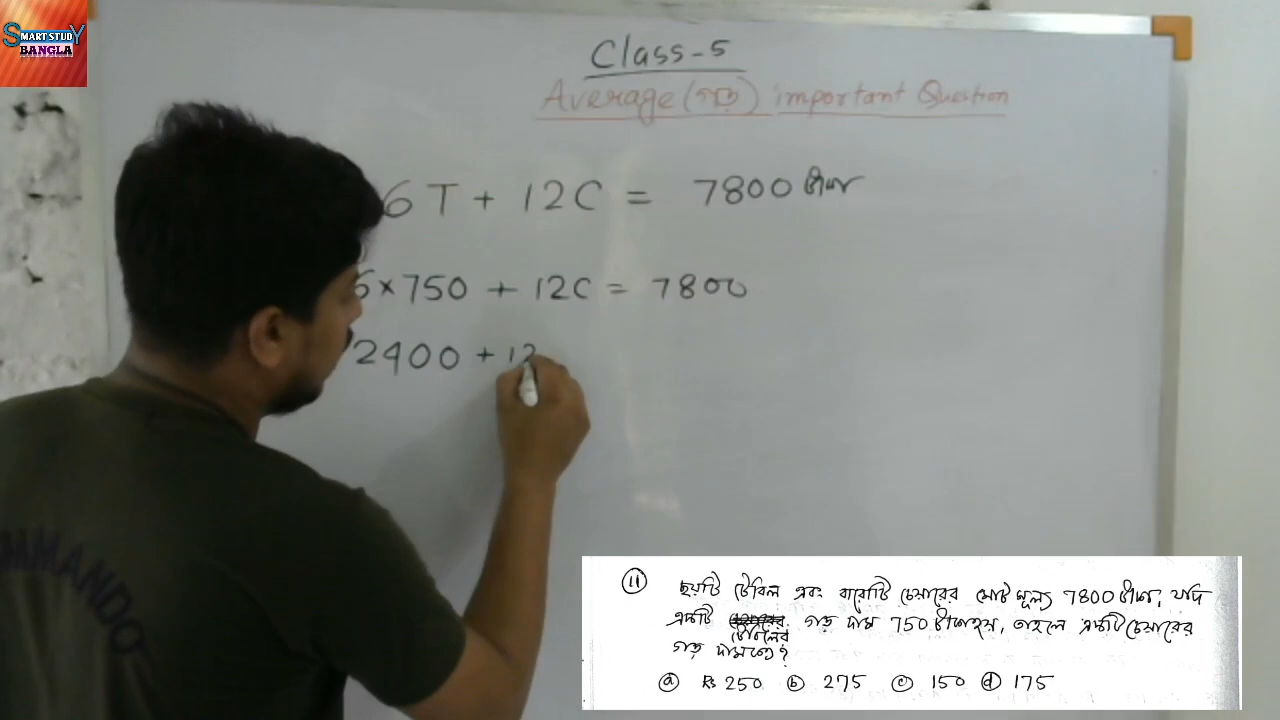 SMART STUDY
BANGLA
Class-5
Average (গড়) important Question
6T + 12C = 7800 টাকা
6×750 + 12C = 7800
2400 + 12
(11) ছয়টি টেবিল এবং বারোটি চেয়ারের মোট মূল্য 7800 টাকা, যদি
একটি টেবিলের গড় দাম 750 টাকা হয়, তাহলে একটি চেয়ারের
গড় দাম কত?
(a) Rs 250 (b) 275 (c) 150 (d) 175